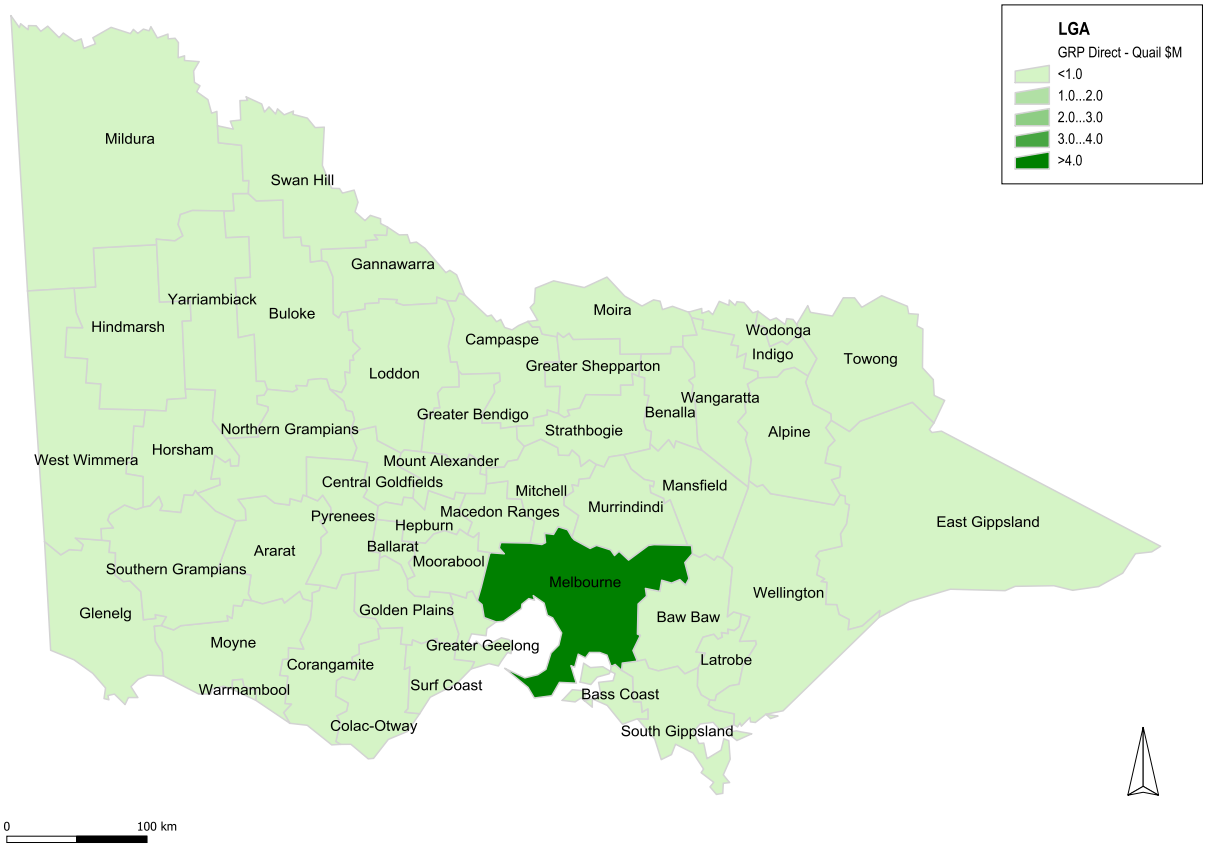 LGA
GRP Direct - Quail $M
<1.0
1.0...2.0
2.0...3.0
3.0...4.0
>4.0
Mildura
Swan Hill
Gannawarra
Yarriambiack
Buloke
Hindmarsh
Moira
Wodonga
Campaspe
Indigo
Towong
Greater Shepparton
Loddon
Wangaratta
Greater Bendigo
Benalla
Northern Grampians
Strathbogie
Alpine
Horsham
West Wimmera
Mount Alexander
Central Goldfields
Mansfield
Mitchell
Murrindindi
Macedon Ranges
Pyrenees
Hepburn
East Gippsland
Ballarat
Ararat
Moorabool
Southern Grampians
Melbourne
Wellington
Golden Plains
Glenelg
Baw Baw
Moyne
Greater Geelong
Corangamite
Latrobe
Surf Coast
Warrnambool
Bass Coast
Colac-Otway
South Gippsland
0 100 km